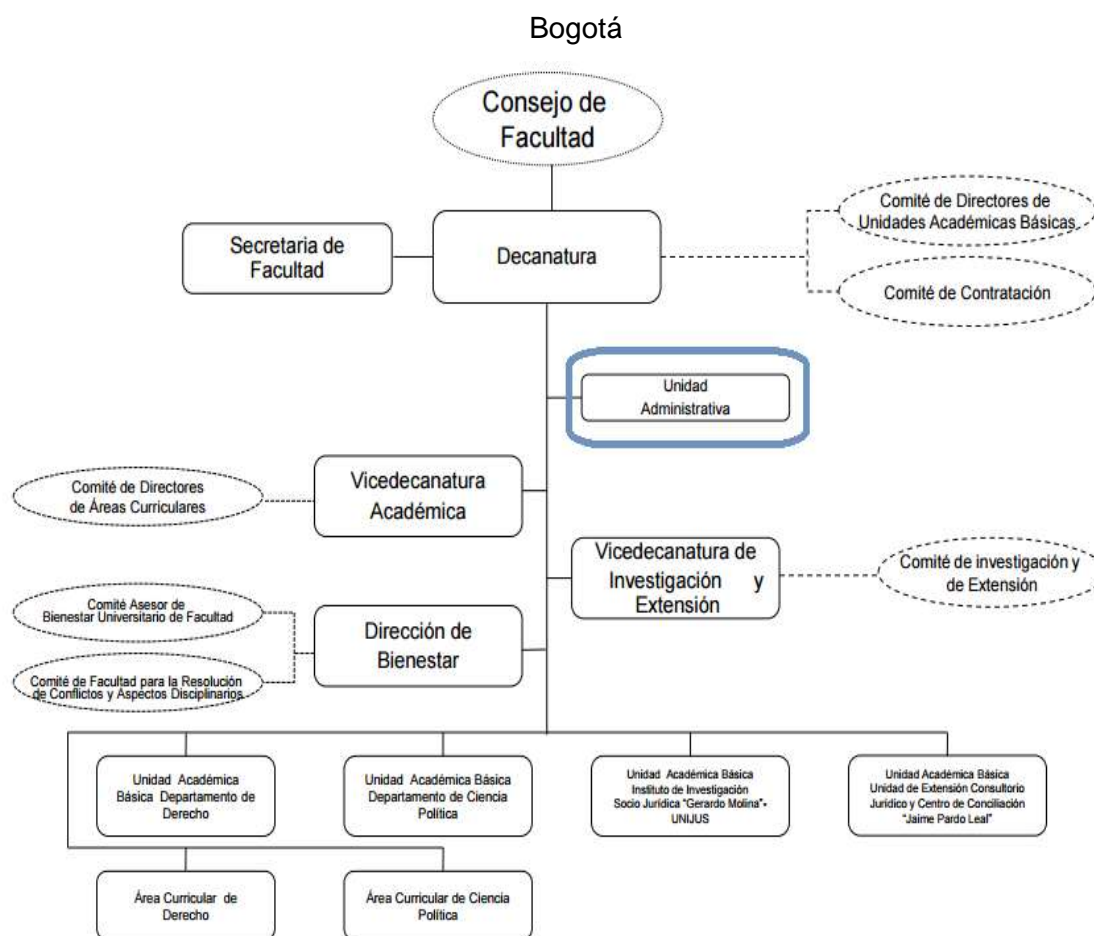 Bogotá
Consejo de
Facultad
Comité de Directores de
Unidades Académicas Básicas
Secretaria de
Facultad
Decanatura
Comité de Contratación
Unidad
Administrativa
Vicedecanatura
Académica
Comité de Directores
de Áreas Curriculares
Vicedecanatura de
Investigación y
Extensión
Comité de investigación y
de Extensión
Comité Asesor de
Bienestar Universitario de Facultad
Dirección de
Bienestar
Comité de Facultad para la Resolución
de Conflictos y Aspectos Disciplinarios
Unidad Académica
Básica Departamento de
Derecho
Unidad Académica Básica
Departamento de Ciencia
Política
Unidad Académica Básica
Instituto de Investigación
Socio Jurídica "Gerardo Molina"-
UNIJUS
Unidad Académica Básica
Unidad de Extensión Consultorio
Jurídico y Centro de Conciliación
"Jaime Pardo Leal"
Área Curricular de
Derecho
Área Curricular de Ciencia
Política